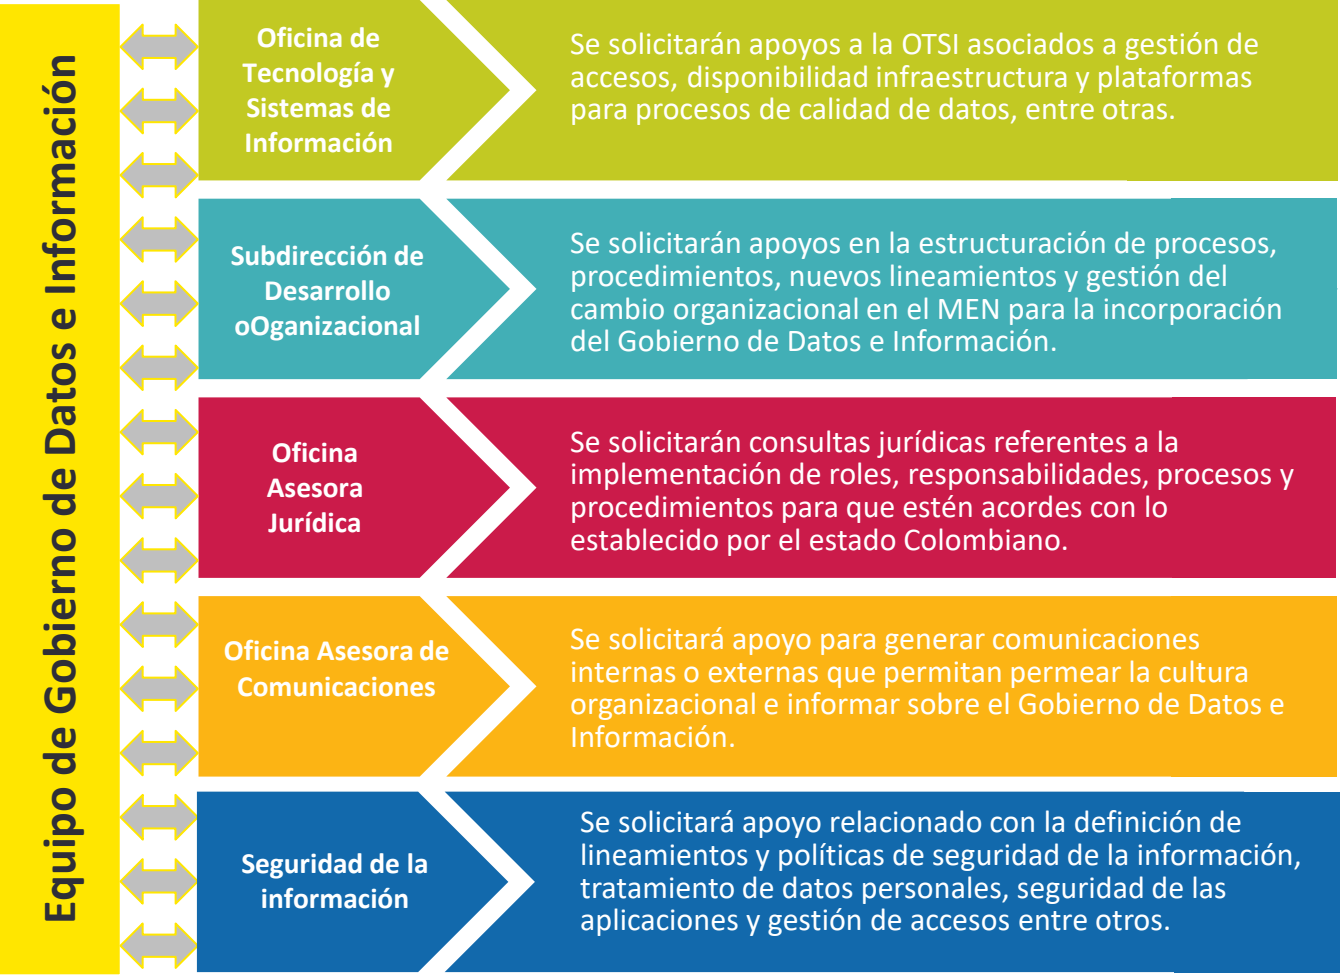 Equipo de Gobierno de Datos e Información
Oficina de
Tecnología y
Sistemas de
Información
Se solicitarán apoyos a la OTSI asociados a gestión de
accesos, disponibilidad infraestructura y plataformas
para procesos de calidad de datos, entre otras.
Subdirección de
Desarrollo
oOganizacional
Se solicitarán apoyos en la estructuración de procesos,
procedimientos, nuevos lineamientos y gestión del
cambio organizacional en el MEN para la incorporación
del Gobierno de Datos e Información.
Oficina
Asesora
Jurídica
Se solicitarán consultas jurídicas referentes a la
implementación de roles, responsabilidades, procesos y
procedimientos para que estén acordes con lo
establecido por el estado Colombiano.
Oficina Asesora de
Comunicaciones
Se solicitará apoyo para generar comunicaciones
internas o externas que permitan permear la cultura
organizacional e informar sobre el Gobierno de Datos e
Información.
Seguridad de la
información
Se solicitará apoyo relacionado con la definición de
lineamientos y políticas de seguridad de la información,
tratamiento de datos personales, seguridad de las
aplicaciones y gestión de accesos entre otros.